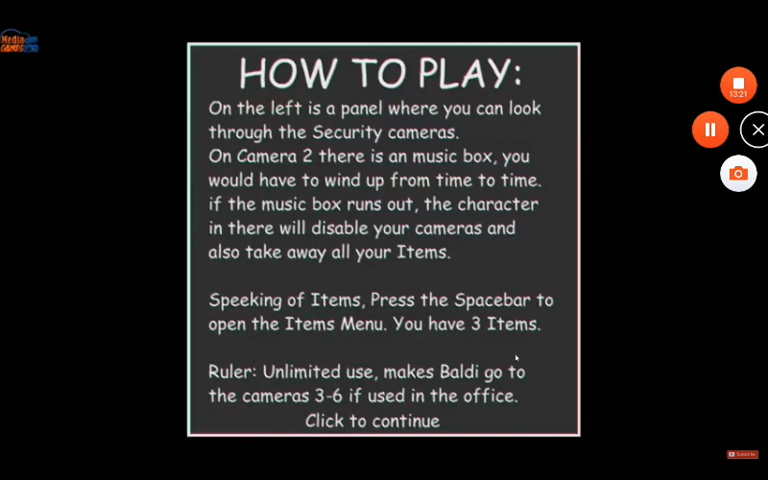 Media
GAMES
HOW TO PLAY:
On the left is a panel where you can look
through the Security cameras.
On Camera 2 there is an music box, you
would have to wind up from time to time.
if the music box runs out, the character
in there will disable your cameras and
also take away all your Items.
Speeking of Items, Press the Spacebar to
open the Items Menu. You have 3 Items.
Ruler: Unlimited use, makes Baldi go to
the cameras 3-6 if used in the office.
Click to continue
13:21
Subscribe